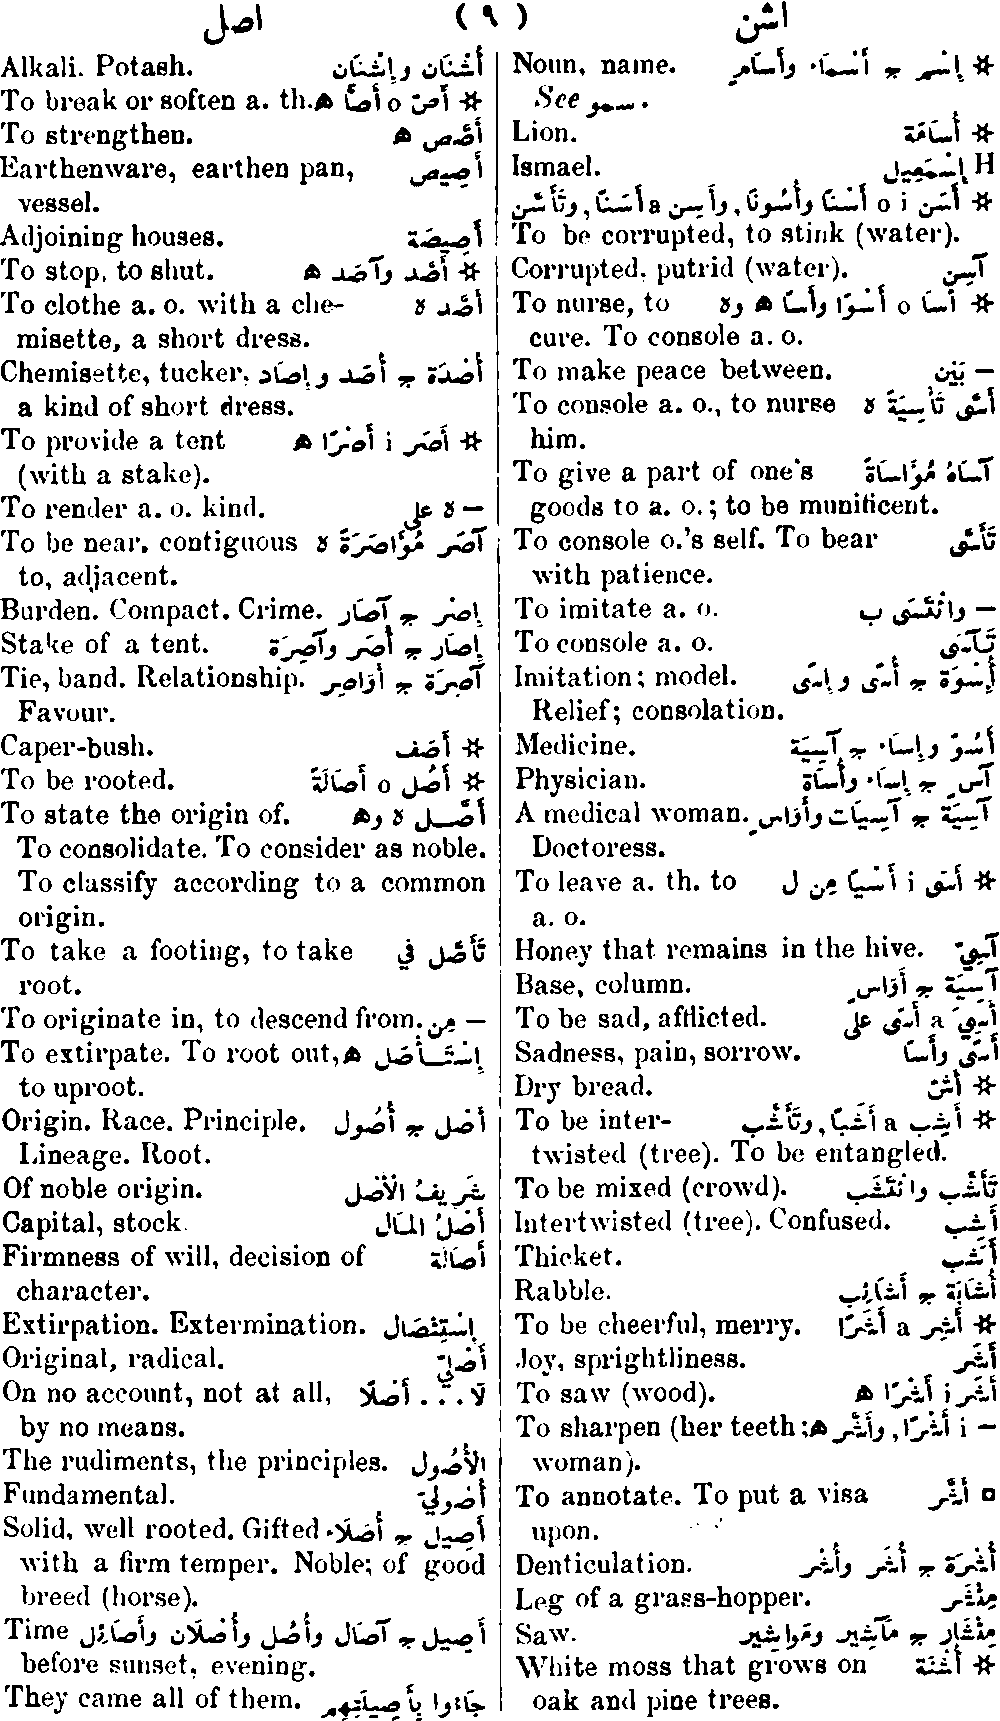 اشن (٩) اصل
Noun, name. ✲ إِسْم ج أَسْمَاء وأَسَامٍ
See سمو.
Lion. ✲ أُسَامَة
Ismael. H إِسْمٰعِيل
✲ أَسَن i o أَسْنًا وأُسُونًا, وأَسِن a أَسَنًا, وتَأَسَّن
To be corrupted, to stink (water).
Corrupted, putrid (water). آسِن
To nurse, to ✲ أَسَا o أَسْوًا وأَسًا ه وه
cure. To console a. o.
To make peace between. — بَيْن
To console a. o., to nurse أَسَّى تَأْسِيَةً ه
him.
To give a part of one's آسَاهُ مُؤَاسَاةً
goods to a. o.; to be munificent.
To console o.'s self. To bear تَأَسَّى
with patience.
To imitate a. o. — وائْتَسَى ب
To console a. o. تَآسَى
Imitation; model. أُِسْوَة ج أُسًى وإِسًى
Relief; consolation.
Medicine. أَسُوّ وإِسَاء ج آسِيَة
Physician. آسٍ ج إِسَاء وأُسَاة
A medical woman. آسِيَة ج آسِيَات وأَوَاسٍ
Doctoress.
To leave a. th. to ✲ أَسَى i أَسْيًا مِن ل
a. o.
Honey that remains in the hive. آسِيّ
Base, column. آسِيَة ج أَوَاسٍ
To be sad, afflicted. أَسِيَ a أَسًى على
Sadness, pain, sorrow. أَسًى وأَسًا
Dry bread. ✲ أَشّ
To be inter- ✲ أَشِب a أَشَبًا, وتَأَشَّب
twisted (tree). To be entangled.
To be mixed (crowd). تَأَشَّب وائْتَشَب
Intertwisted (tree). Confused. أَشِب
Thicket. أَشَب
Rabble. أُشَابَة ج أَشَائِب
To be cheerful, merry. ✲ أَشِر a أَشَرًا
Joy, sprightliness. أَشَر
To saw (wood). أَشَر i أَشْرًا ه
To sharpen (her teeth; — i أَشْرًا, وأَشَّر ه
woman).
To annotate. To put a visa ◘ أَشَّر
upon.
Denticulation. أُشْرَة ج أُشَر وأُشُر
Leg of a grass-hopper. مِئْشَر
Saw. مِئْشَار ج مَآشِير ومَوَاشِير
White moss that grows on ✲ أُشْنَة
oak and pine trees.
Alkali. Potash. أُشْنَان وإِشْنَان
To break or soften a. th. ✲ أَصّ o أَصًّا ه
To strengthen. أَصَّص ه
Earthenware, earthen pan, أَصِيص
vessel.
Adjoining houses. أَصِيصَة
To stop, to shut. ✲ أَصَد وآصَد ه
To clothe a. o. with a che- أَصَّد ه
misette, a short dress.
Chemisette, tucker, أُصْدَة ج أُصَد وإِصَاد
a kind of short dress.
To provide a tent ✲ أَصَر i أَصْرًا ه
(with a stake).
To render a. o. kind. — ه على
To be near, contiguous آصَر مُؤَاصَرَةً ه
to, adjacent.
Burden. Compact. Crime. إِصْر ج آصَار
Stake of a tent. إِصَار ج أُصُر وآصِرَة
Tie, band. Relationship. آصِرَة ج أَوَاصِر
Favour.
Caper-bush. ✲ أَصَف
To be rooted. ✲ أَصُل o أَصَالَةً
To state the origin of. أَصَّل ه وه
To consolidate. To consider as noble.
To classify according to a common
origin.
To take a footing, to take تَأَصَّل في
root.
To originate in, to descend from. — مِن
To extirpate. To root out, إِسْتَأْصَل ه
to uproot.
Origin. Race. Principle. أَصْل ج أُصُول
Lineage. Root.
Of noble origin. شَرِيفُ الأَصْل
Capital, stock أَصْلُ المَال
Firmness of will, decision of أَصَالَة
character.
Extirpation. Extermination. إِسْتِئْصَال
Original, radical. أَصْلِيّ
On no account, not at all, لَا ... أَصْلًا
by no means.
The rudiments, the principles. الأُصُول
Fundamental. أُصُولِيّ
Solid, well rooted. Gifted أَصِيل ج أُصَلَاء
with a firm temper. Noble; of good
breed (horse).
Time أَصِيل ج آصَال وأُصُل وأُصْلَان وأَصَائِل
before sunset, evening.
They came all of them. جَاءُوا بِأَصِيلَتِهِم